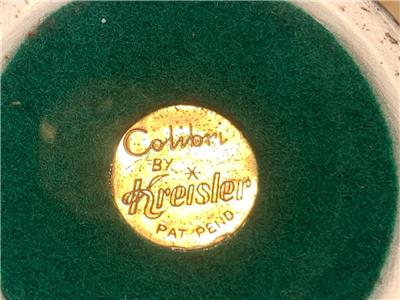 Colibri
BY
Kreisler
PAT PEND